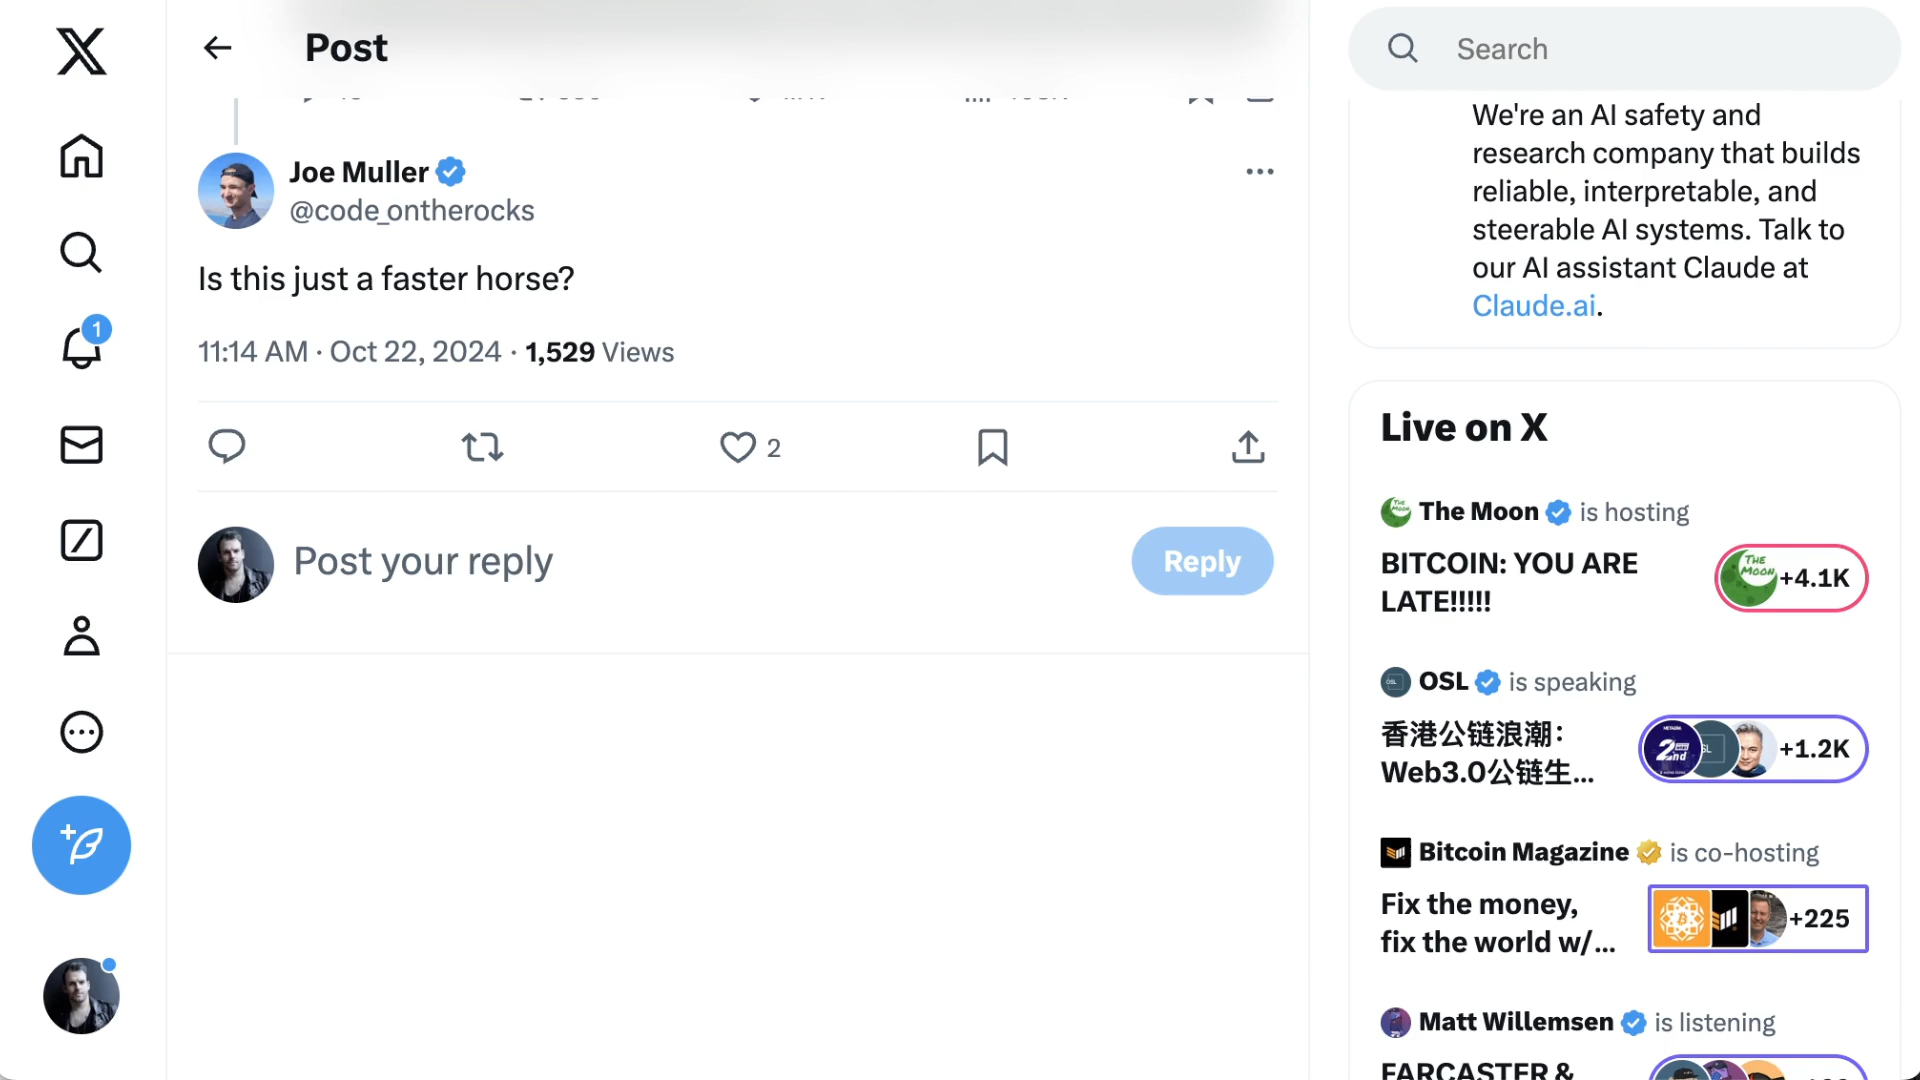 Post
Search
We're an AI safety and
research company that builds
reliable, interpretable, and
steerable AI systems. Talk to
our AI assistant Claude at
Claude.ai.
Joe Muller
@code_ontherocks
Is this just a faster horse?
11:14 AM · Oct 22, 2024 · 1,529 Views
2
Post your reply
Reply
1
Live on X
The Moon is hosting
BITCOIN: YOU ARE
LATE!!!!!
THE MOON
+4.1K
OSL is speaking
香港公链浪潮：
Web3.0公链生...
2nd
+1.2K
Bitcoin Magazine is co-hosting
Fix the money,
fix the world w/...
+225
Matt Willemsen is listening
FARCASTER &